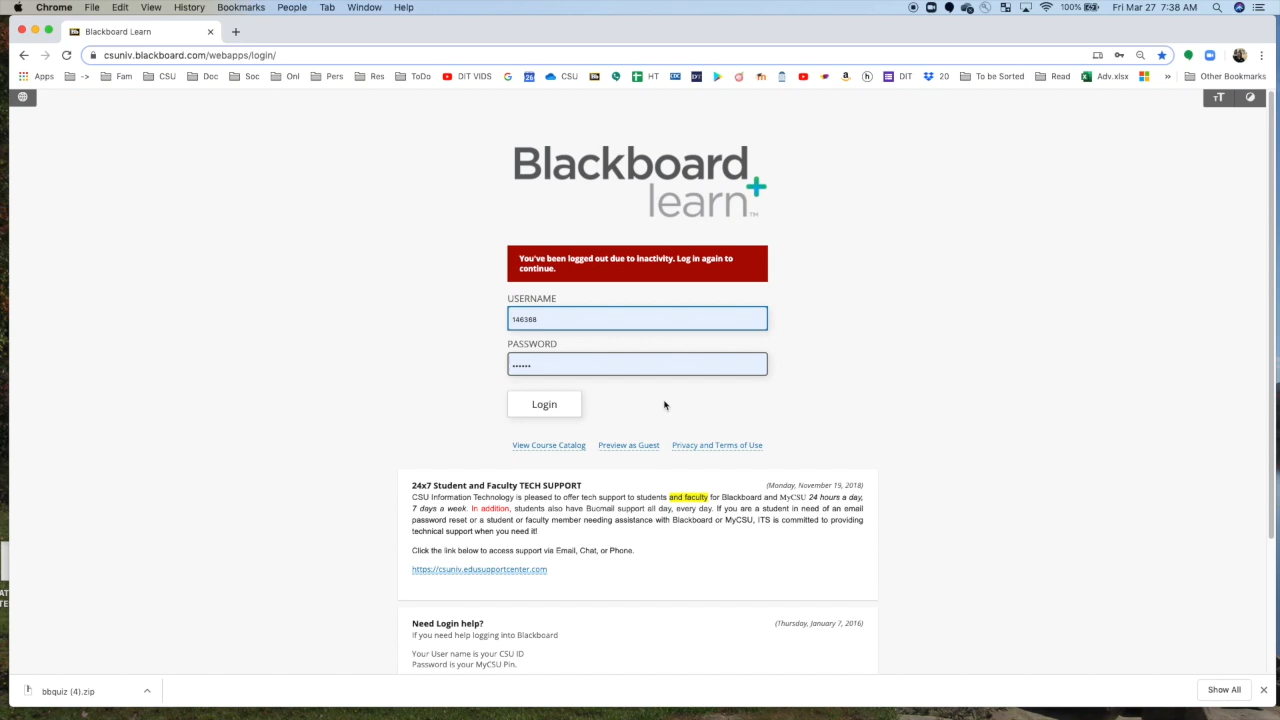 Chrome File Edit View History Bookmarks People Tab Window Help 100% Fri Mar 27 7:38 AM
Blackboard Learn
csuniv.blackboard.com/webapps/login/
Apps -> Fam CSU Doc Soc Onl Pers Res ToDo DIT VIDS CSU HT DIT 20 To be Sorted Read Adv.xlsx » Other Bookmarks
Blackboard
learn+™
You've been logged out due to inactivity. Log in again to
continue.
USERNAME
146368
PASSWORD
Login
View Course Catalog Preview as Guest Privacy and Terms of Use
24x7 Student and Faculty TECH SUPPORT (Monday, November 19, 2018)
CSU Information Technology is pleased to offer tech support to students and faculty for Blackboard and MyCSU 24 hours a day,
7 days a week. In addition, students also have Bucmail support all day, every day. If you are a student in need of an email
password reset or a student or faculty member needing assistance with Blackboard or MyCSU, ITS is committed to providing
technical support when you need it!
Click the link below to access support via Email, Chat, or Phone.
https://csuniv.edusupportcenter.com
Need Login help? (Thursday, January 7, 2016)
If you need help logging into Blackboard
Your User name is your CSU ID
Password is your MyCSU Pin.
bbquiz (4).zip Show All